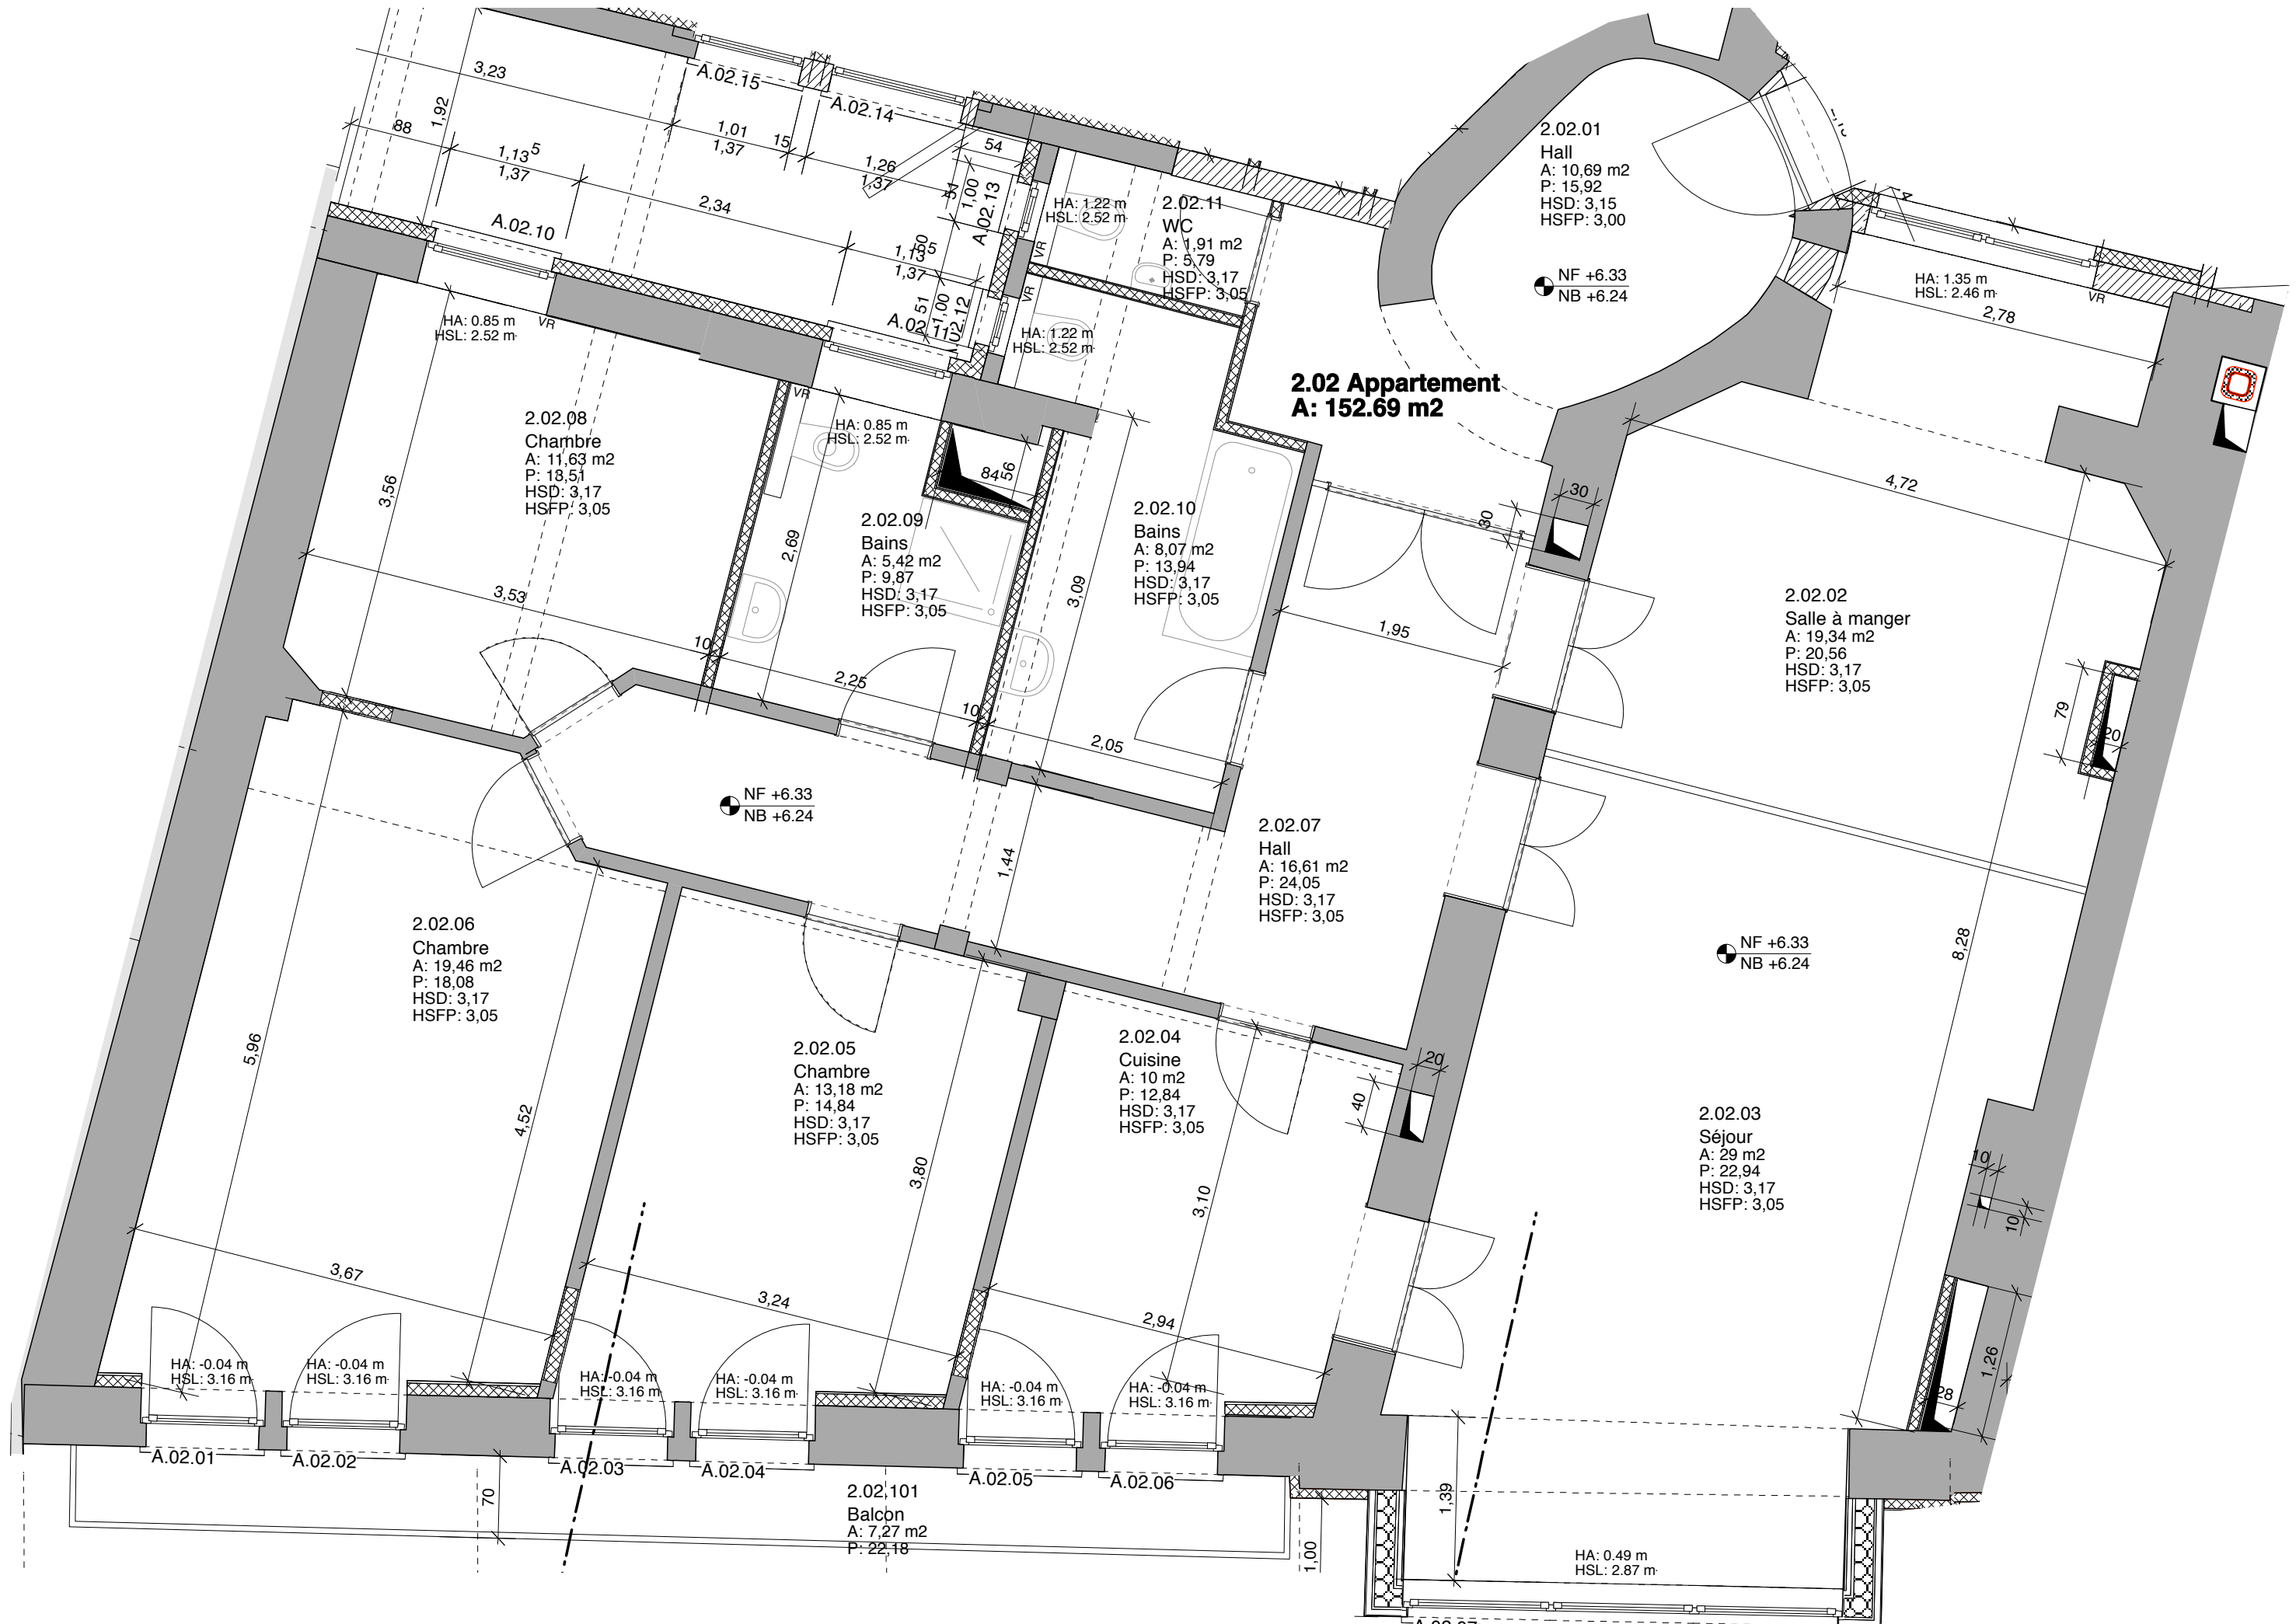 3,23
1,92
88
1,13 5
1,37
A.02.15
1,01
1,37
15
A.02.14
1,26
1,37
54
51
1,00
A.02.13
A.02.10
2,34
1,13 5
1,37
51
1,00
HA: 1.22 m
HSL: 2.52 m
VR
2.02.11
WC
A: 1,91 m2
P: 5,79
HSD: 3,17
HSFP: 3,05
2.02.01
Hall
A: 10,69 m2
P: 15,92
HSD: 3,15
HSFP: 3,00
NF +6.33
NB +6.24
HA: 1.35 m
HSL: 2.46 m
VR
2,78
HA: 0.85 m
HSL: 2.52 m
VR
VR
HA: 1.22 m
HSL: 2.52 m
2.02 Appartement
A: 152.69 m2
VR
HA: 0.85 m
HSL: 2.52 m
2.02.08
Chambre
A: 11,63 m2
P: 13,51
HSD: 3,17
HSFP: 3,05
3,56
3,53
10
84
56
2.02.09
Bains
A: 5,42 m2
P: 9,87
HSD: 3,17
HSFP: 3,05
2,69
2,25
10
2.02.10
Bains
A: 8,07 m2
P: 13,94
HSD: 3,17
HSFP: 3,05
3,09
2,05
30
30
1,95
4,72
2.02.02
Salle à manger
A: 19,34 m2
P: 20,56
HSD: 3,17
HSFP: 3,05
79
20
NF +6.33
NB +6.24
1,44
2.02.07
Hall
A: 16,61 m2
P: 24,05
HSD: 3,17
HSFP: 3,05
NF +6.33
NB +6.24
8,28
2.02.06
Chambre
A: 19,46 m2
P: 18,08
HSD: 3,17
HSFP: 3,05
5,96
4,52
3,67
2.02.05
Chambre
A: 13,18 m2
P: 14,84
HSD: 3,17
HSFP: 3,05
3,80
3,24
2.02.04
Cuisine
A: 10 m2
P: 12,84
HSD: 3,17
HSFP: 3,05
3,10
2,94
20
40
2.02.03
Séjour
A: 29 m2
P: 22,94
HSD: 3,17
HSFP: 3,05
10
10
1,26
28
HA: -0.04 m
HSL: 3.16 m
HA: -0.04 m
HSL: 3.16 m
HA: -0.04 m
HSL: 3.16 m
HA: -0.04 m
HSL: 3.16 m
HA: -0.04 m
HSL: 3.16 m
HA: -0.04 m
HSL: 3.16 m
A.02.01
A.02.02
A.02.03
A.02.04
A.02.05
A.02.06
70
2.02.101
Balcon
A: 7,27 m2
P: 22,18
1,00
1,39
HA: 0.49 m
HSL: 2.87 m